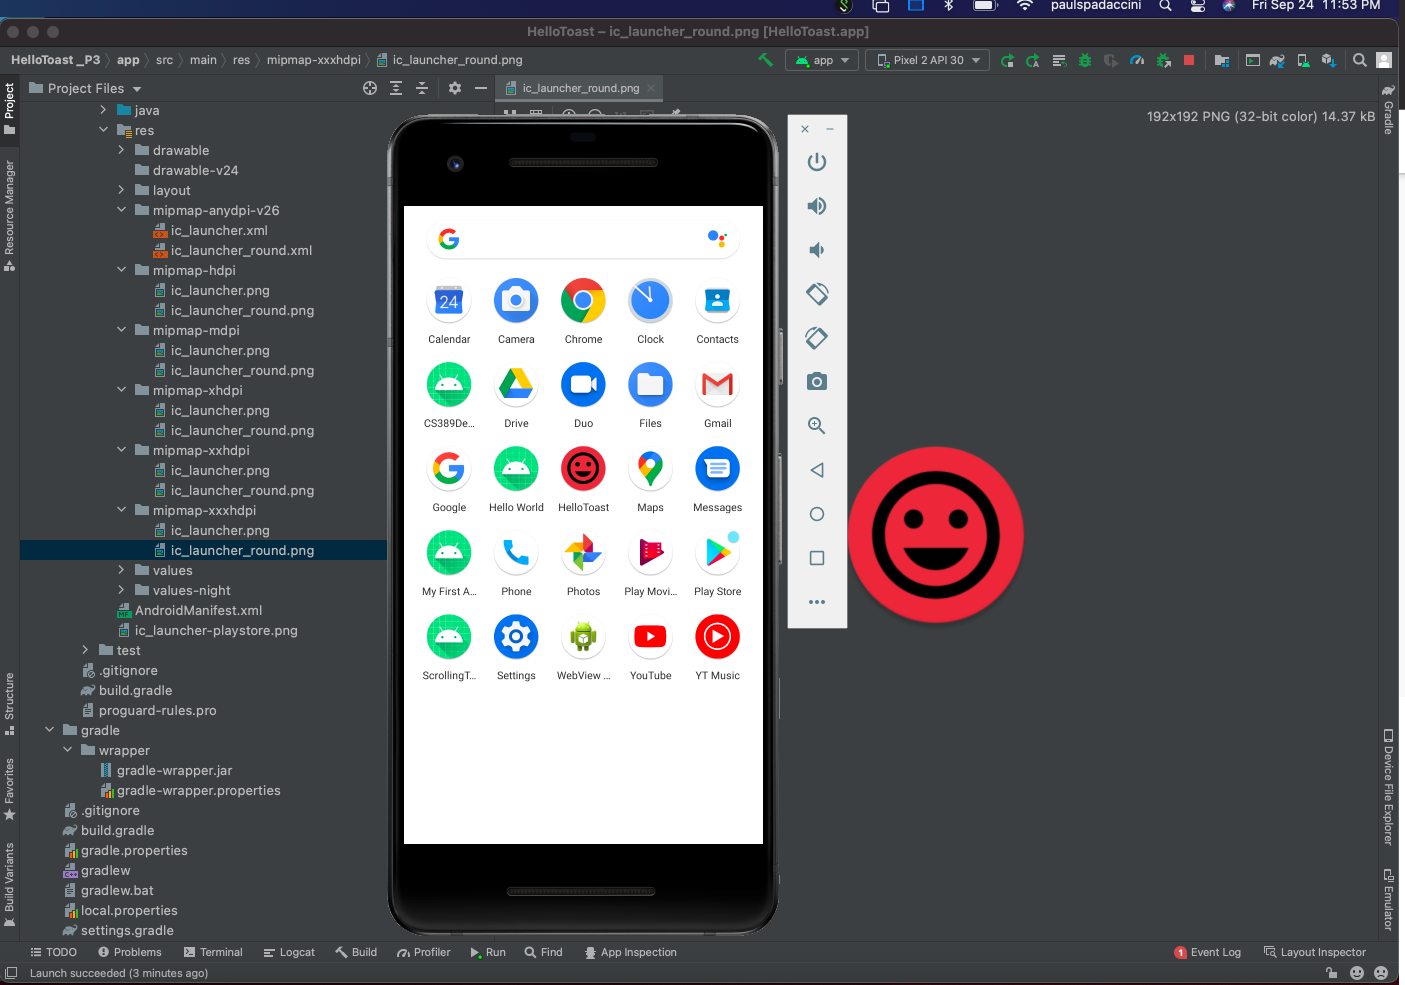 paulspadaccini Fri Sep 24 11:53 PM
HelloToast – ic_launcher_round.png [HelloToast.app]
HelloToast _P3 app src main res mipmap-xxxhdpi ic_launcher_round.png app Pixel 2 API 30
Project Files
ic_launcher_round.png
192x192 PNG (32-bit color) 14.37 kB
Project
Resource Manager
Structure
Favorites
Build Variants
java
res
drawable
drawable-v24
layout
mipmap-anydpi-v26
ic_launcher.xml
ic_launcher_round.xml
mipmap-hdpi
ic_launcher.png
ic_launcher_round.png
mipmap-mdpi
ic_launcher.png
ic_launcher_round.png
mipmap-xhdpi
ic_launcher.png
ic_launcher_round.png
mipmap-xxhdpi
ic_launcher.png
ic_launcher_round.png
mipmap-xxxhdpi
ic_launcher.png
ic_launcher_round.png
values
values-night
AndroidManifest.xml
ic_launcher-playstore.png
test
.gitignore
build.gradle
proguard-rules.pro
gradle
wrapper
gradle-wrapper.jar
gradle-wrapper.properties
.gitignore
build.gradle
gradle.properties
gradlew
gradlew.bat
local.properties
settings.gradle
24
Calendar Camera Chrome Clock Contacts
CS389De... Drive Duo Files Gmail
Google Hello World HelloToast Maps Messages
My First A... Phone Photos Play Movi... Play Store
ScrollingT... Settings WebView ... YouTube YT Music
Gradle
Device File Explorer
Emulator
TODO Problems Terminal Logcat Build Profiler Run Find App Inspection 1 Event Log Layout Inspector
Launch succeeded (3 minutes ago)